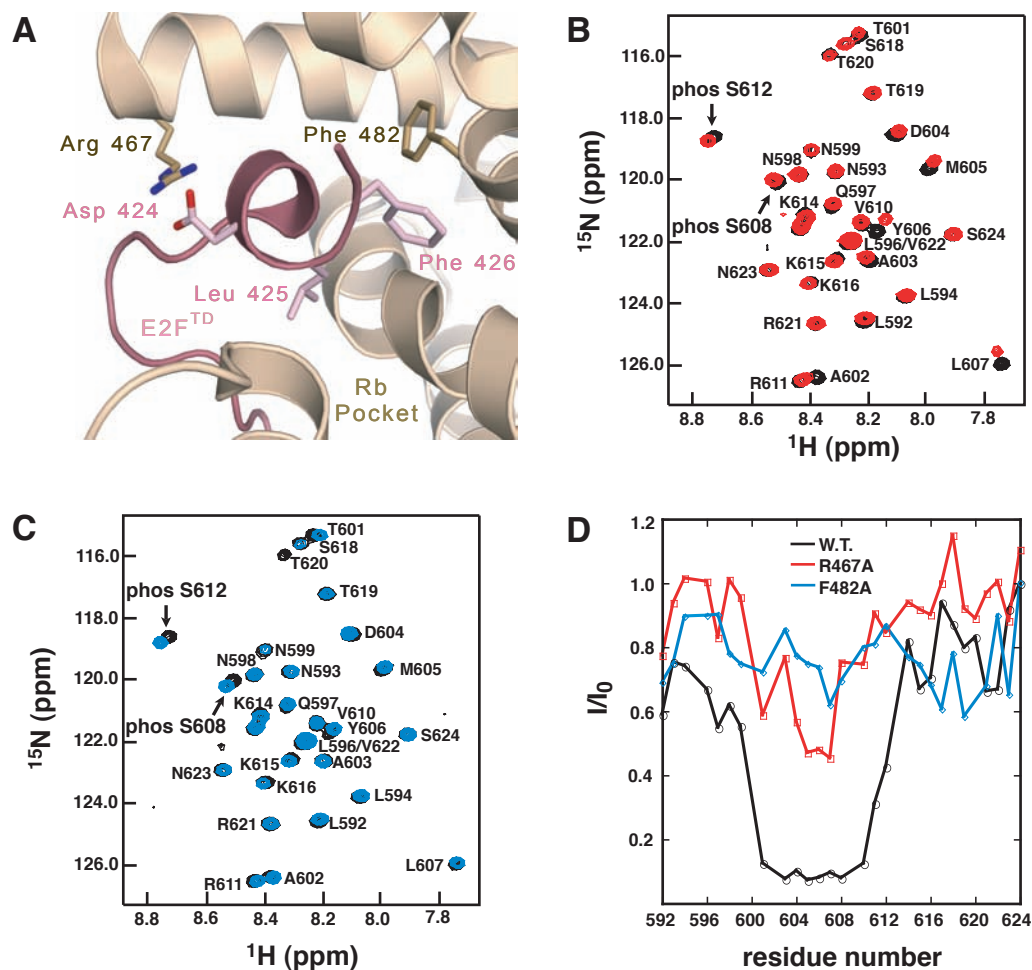 A
Arg 467
Phe 482
Asp 424
Leu 425
Phe 426
E2F^TD
Rb
Pocket
B
T601
S618
116.0
T620
phos S612
T619
118.0
D604
N599
N598
M605
120.0
N593
Q597
K614
V610
phos S608
Y606
S624
122.0
L596/V622
K615
A603
N623
K616
L594
124.0
R621
L592
L607
126.0
R611
A602
8.8 8.6 8.4 8.2 8.0 7.8
15N (ppm)
1H (ppm)
C
T601
116.0
S618
T620
phos S612
T619
118.0
D604
N599
N598
M605
120.0
N593
Q597
K614
V610
phos S608
Y606
S624
122.0
L596/V622
K615
A603
N623
K616
L594
124.0
R621
L592
L607
126.0
R611
A602
8.8 8.6 8.4 8.2 8.0 7.8
15N (ppm)
1H (ppm)
D
1.2
W.T.
R467A
F482A
1.0
0.8
0.6
0.4
0.2
I/I0
592 596 600 604 608 612 616 620 624
residue number